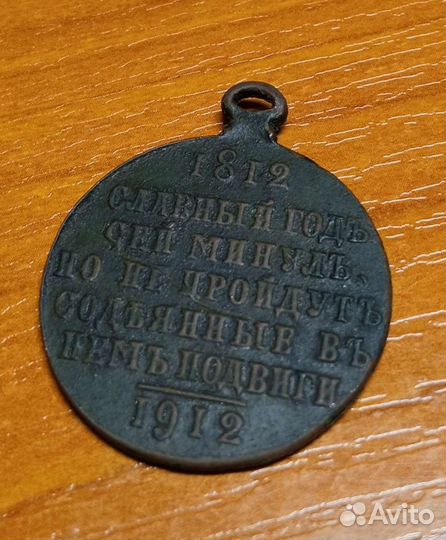 1812
СЛАВНЫЙ ГОДЪ
СЕЙ МИНУЛЪ,
НО НЕ ПРОЙДУТЪ
СОДѢЯННЫЕ ВЪ
НЕМЪ ПОДВИГИ
1912
Avito